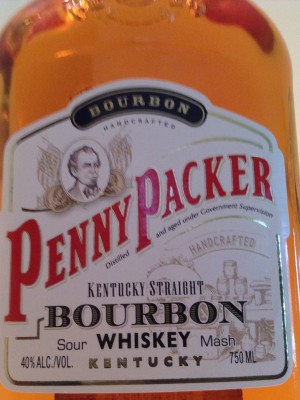 BOURBON
HANDCRAFTED
PENNY PACKER
Distilled and aged under Government Supervision
HANDCRAFTED
KENTUCKY STRAIGHT
BOURBON
Sour WHISKEY Mash
40% ALC./VOL. KENTUCKY 750 ML